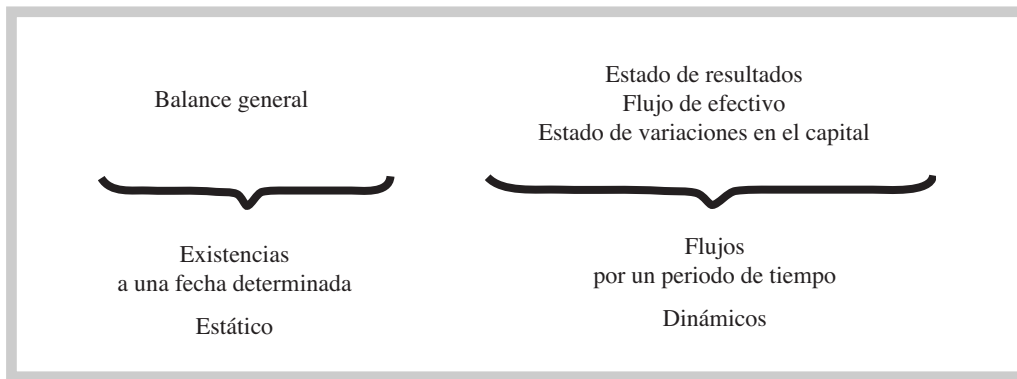 Balance general
Existencias
a una fecha determinada
Estático
Estado de resultados
Flujo de efectivo
Estado de variaciones en el capital
Flujos
por un periodo de tiempo
Dinámicos